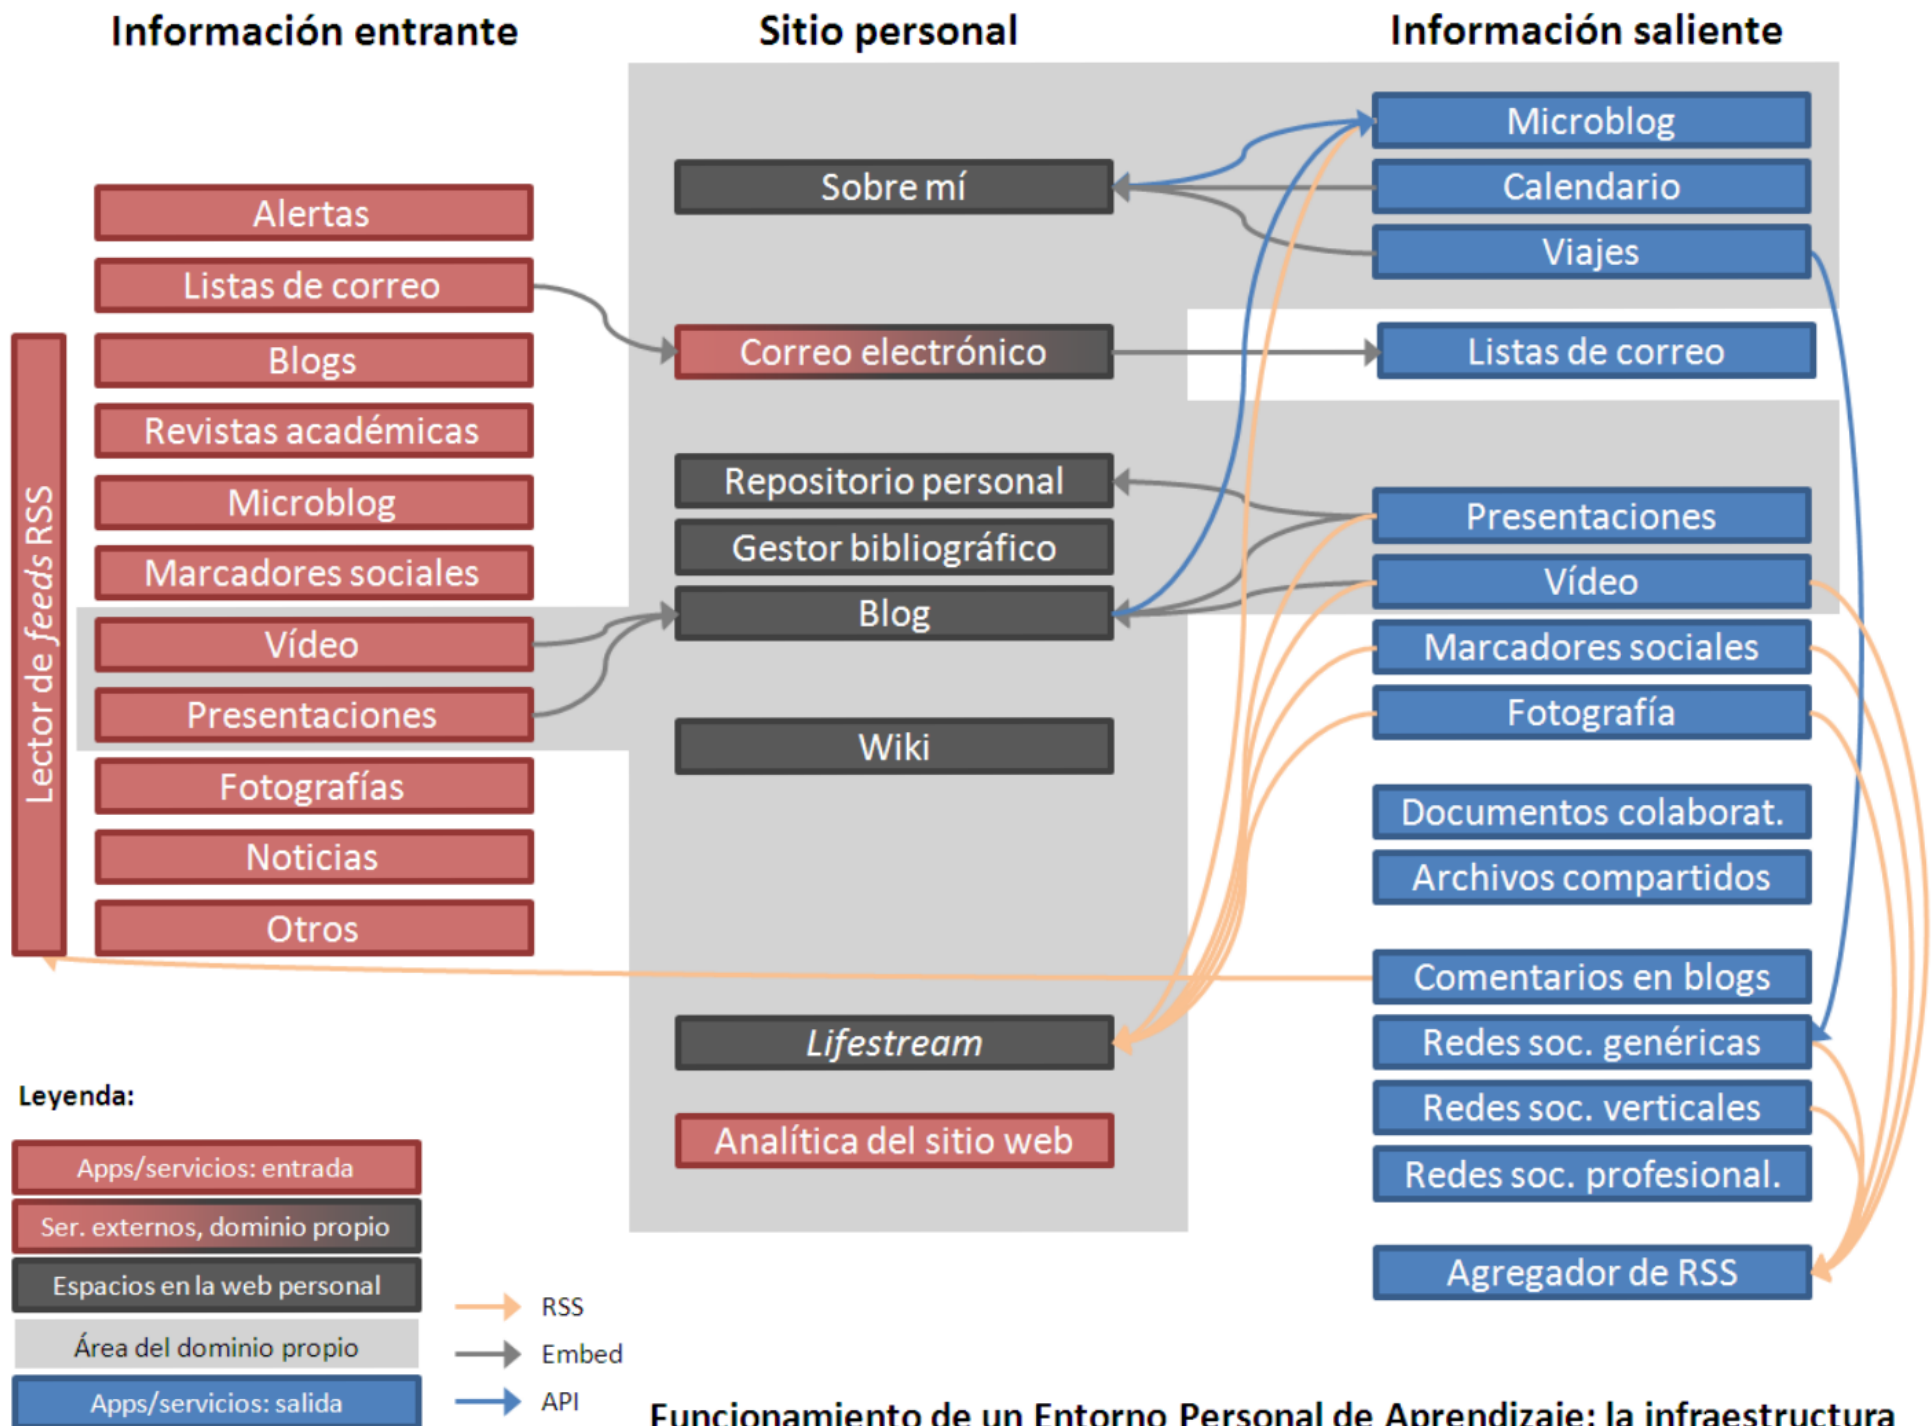 Información entrante
Sitio personal
Información saliente
Lector de feeds RSS
Alertas
Listas de correo
Blogs
Revistas académicas
Microblog
Marcadores sociales
Vídeo
Presentaciones
Fotografías
Noticias
Otros
Sobre mí
Correo electrónico
Repositorio personal
Gestor bibliográfico
Blog
Wiki
Lifestream
Analítica del sitio web
Microblog
Calendario
Viajes
Listas de correo
Presentaciones
Vídeo
Marcadores sociales
Fotografía
Documentos colaborat.
Archivos compartidos
Comentarios en blogs
Redes soc. genéricas
Redes soc. verticales
Redes soc. profesional.
Agregador de RSS
Leyenda:
Apps/servicios: entrada
Ser. externos, dominio propio
Espacios en la web personal
Área del dominio propio
Apps/servicios: salida
RSS
Embed
API
Funcionamiento de un Entorno Personal de Aprendizaje: la infraestructura